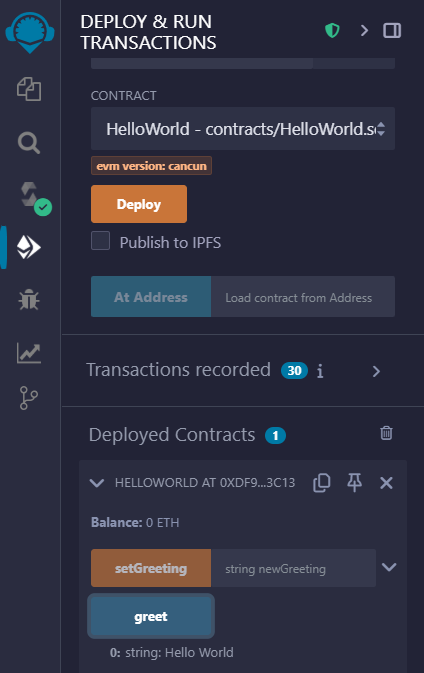 DEPLOY & RUN
TRANSACTIONS
CONTRACT
HelloWorld - contracts/HelloWorld.s
evm version: cancun
Deploy
Publish to IPFS
At Address
Load contract from Address
Transactions recorded 30 i
Deployed Contracts 1
HELLOWORLD AT 0XDF9...3C13
Balance: 0 ETH
setGreeting
string newGreeting
greet
0: string: Hello World